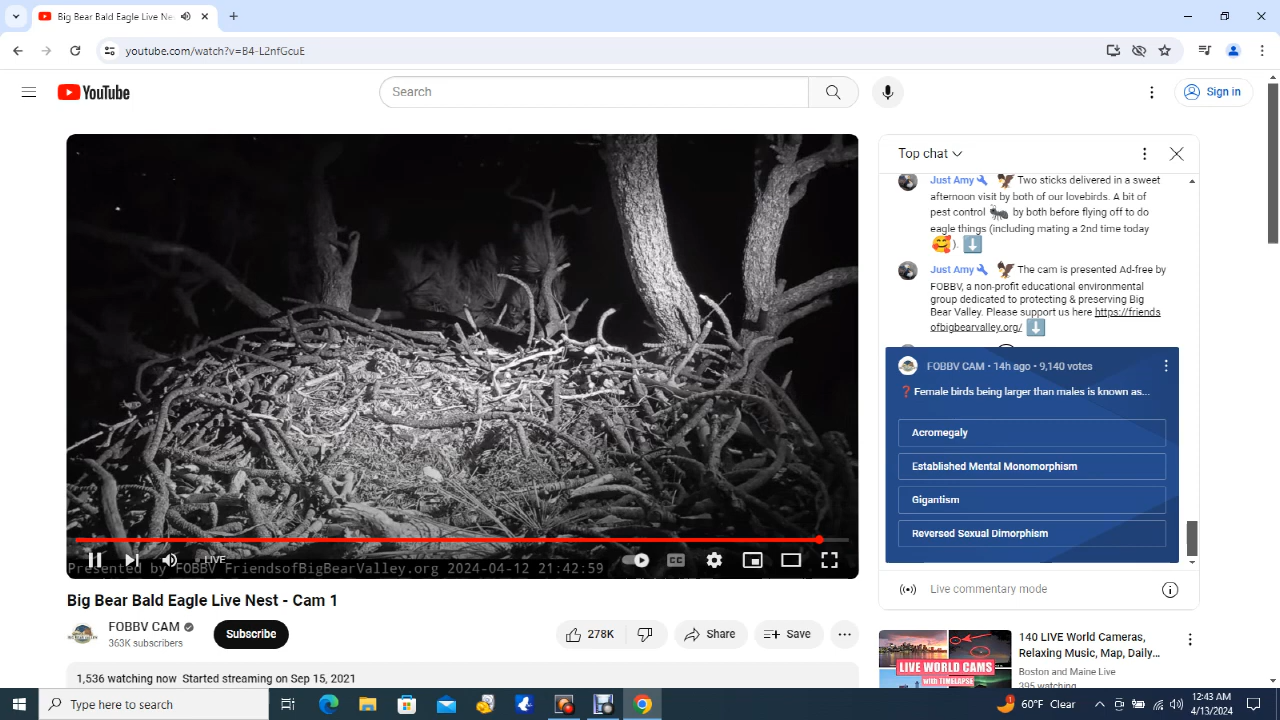 Big Bear Bald Eagle Live Ne
youtube.com/watch?v=B4-L2nfGcuE
YouTube
Search
Sign in
Top chat
Just Amy Two sticks delivered in a sweet
afternoon visit by both of our lovebirds. A bit of
pest control by both before flying off to do
eagle things (including mating a 2nd time today
).
Just Amy The cam is presented Ad-free by
FOBBV, a non-profit educational environmental
group dedicated to protecting & preserving Big
Bear Valley. Please support us here https://friends
ofbigbearvalley.org/
FOBBV CAM • 14h ago • 9,140 votes
❓Female birds being larger than males is known as...
Acromegaly
Established Mental Monomorphism
Gigantism
Reversed Sexual Dimorphism
Live commentary mode
LIVE
CC
Presented by FOBBV FriendsofBigBearValley.org 2024-04-12 21:42:59
Big Bear Bald Eagle Live Nest - Cam 1
FOBBV CAM
363K subscribers
Subscribe
278K
Share
Save
1,536 watching now Started streaming on Sep 15, 2021
LIVE WORLD CAMS
WITH TIMELAPSE
140 LIVE World Cameras,
Relaxing Music, Map, Daily...
Boston and Maine Live
395 watching
Type here to search
60°F Clear
12:43 AM
4/13/2024